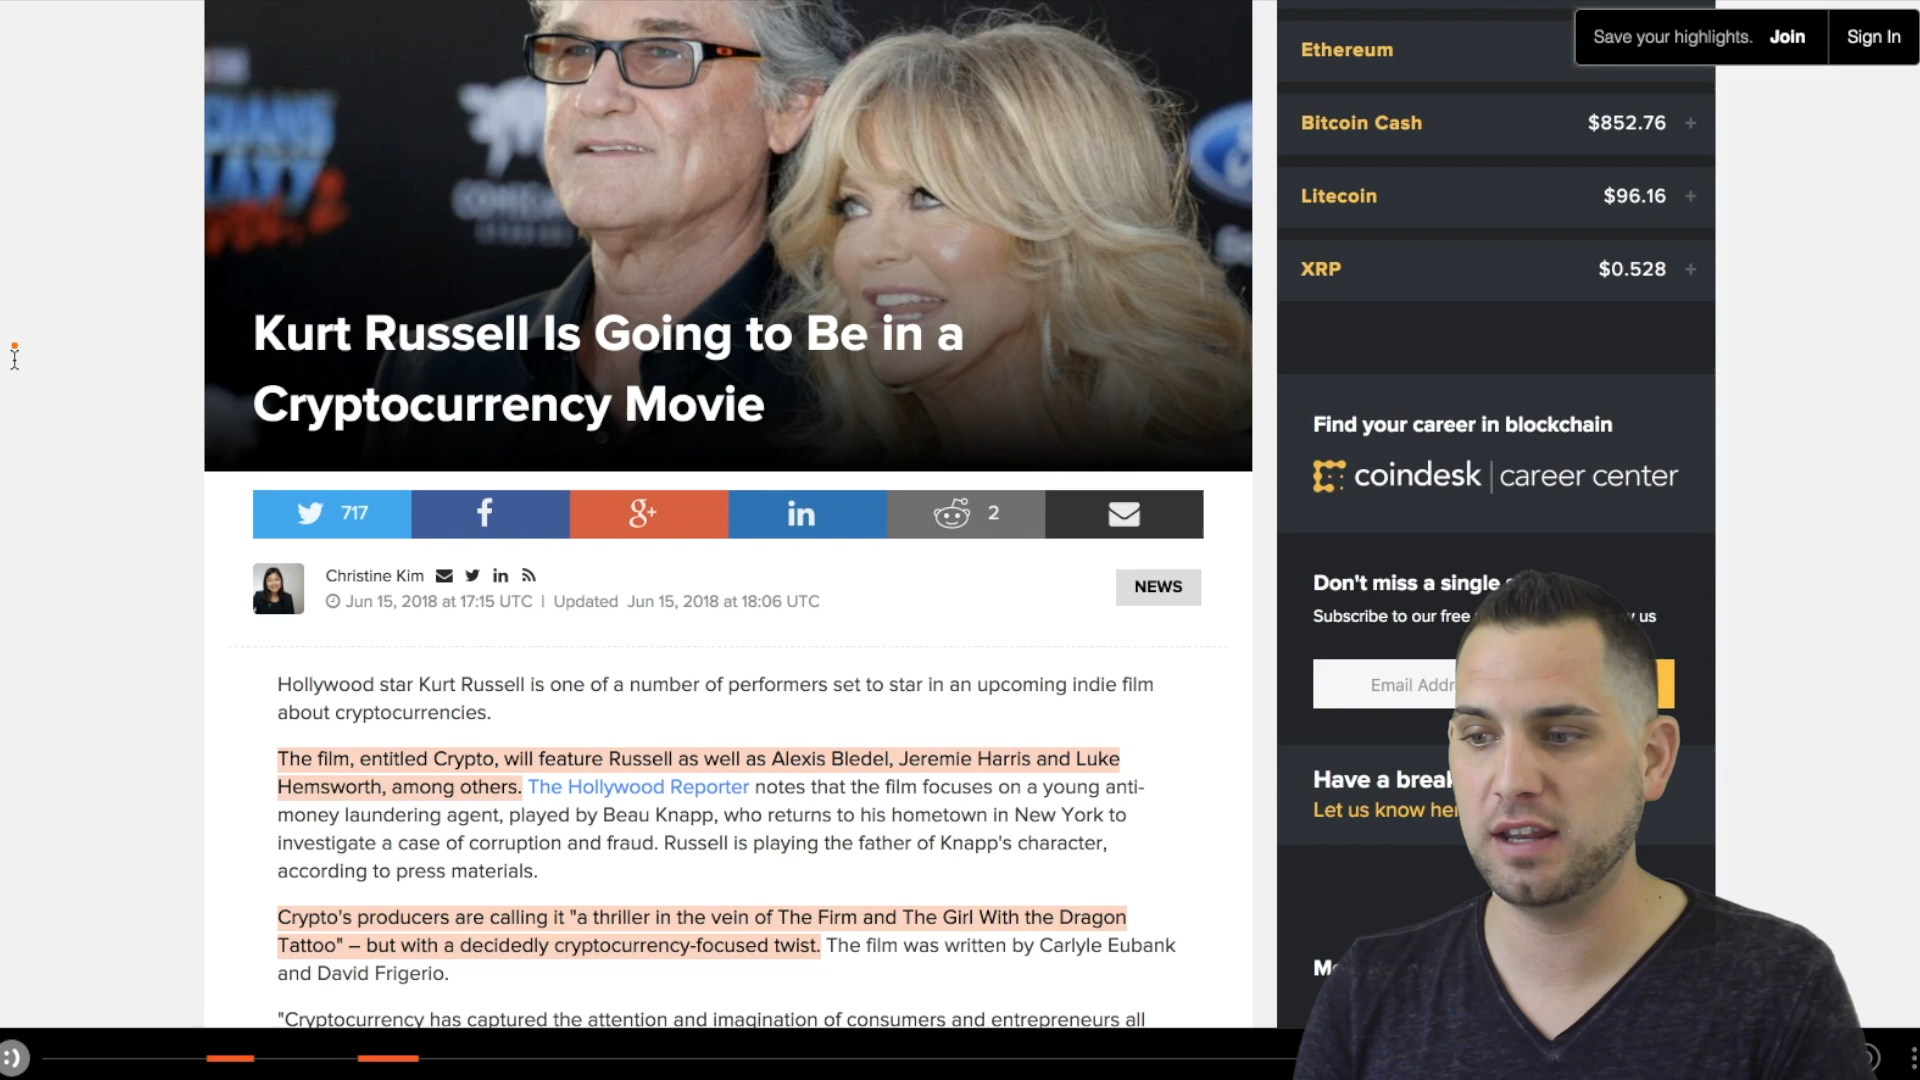 Save your highlights. Join Sign In
Ethereum
Bitcoin Cash $852.76 +
Litecoin $96.16 +
XRP $0.528 +
Kurt Russell Is Going to Be in a
Cryptocurrency Movie
717
f
g+
in
2
Christine Kim
in
Jun 15, 2018 at 17:15 UTC | Updated Jun 15, 2018 at 18:06 UTC
NEWS
Hollywood star Kurt Russell is one of a number of performers set to star in an upcoming indie film
about cryptocurrencies.
The film, entitled Crypto, will feature Russell as well as Alexis Bledel, Jeremie Harris and Luke
Hemsworth, among others. The Hollywood Reporter notes that the film focuses on a young anti-
money laundering agent, played by Beau Knapp, who returns to his hometown in New York to
investigate a case of corruption and fraud. Russell is playing the father of Knapp's character,
according to press materials.
Crypto's producers are calling it "a thriller in the vein of The Firm and The Girl With the Dragon
Tattoo" – but with a decidedly cryptocurrency-focused twist. The film was written by Carlyle Eubank
and David Frigerio.
"Cryptocurrency has captured the attention and imagination of consumers and entrepreneurs all
Find your career in blockchain
coindesk | career center
Don't miss a single
Subscribe to our free us
Email
Have a
Let us know
:)